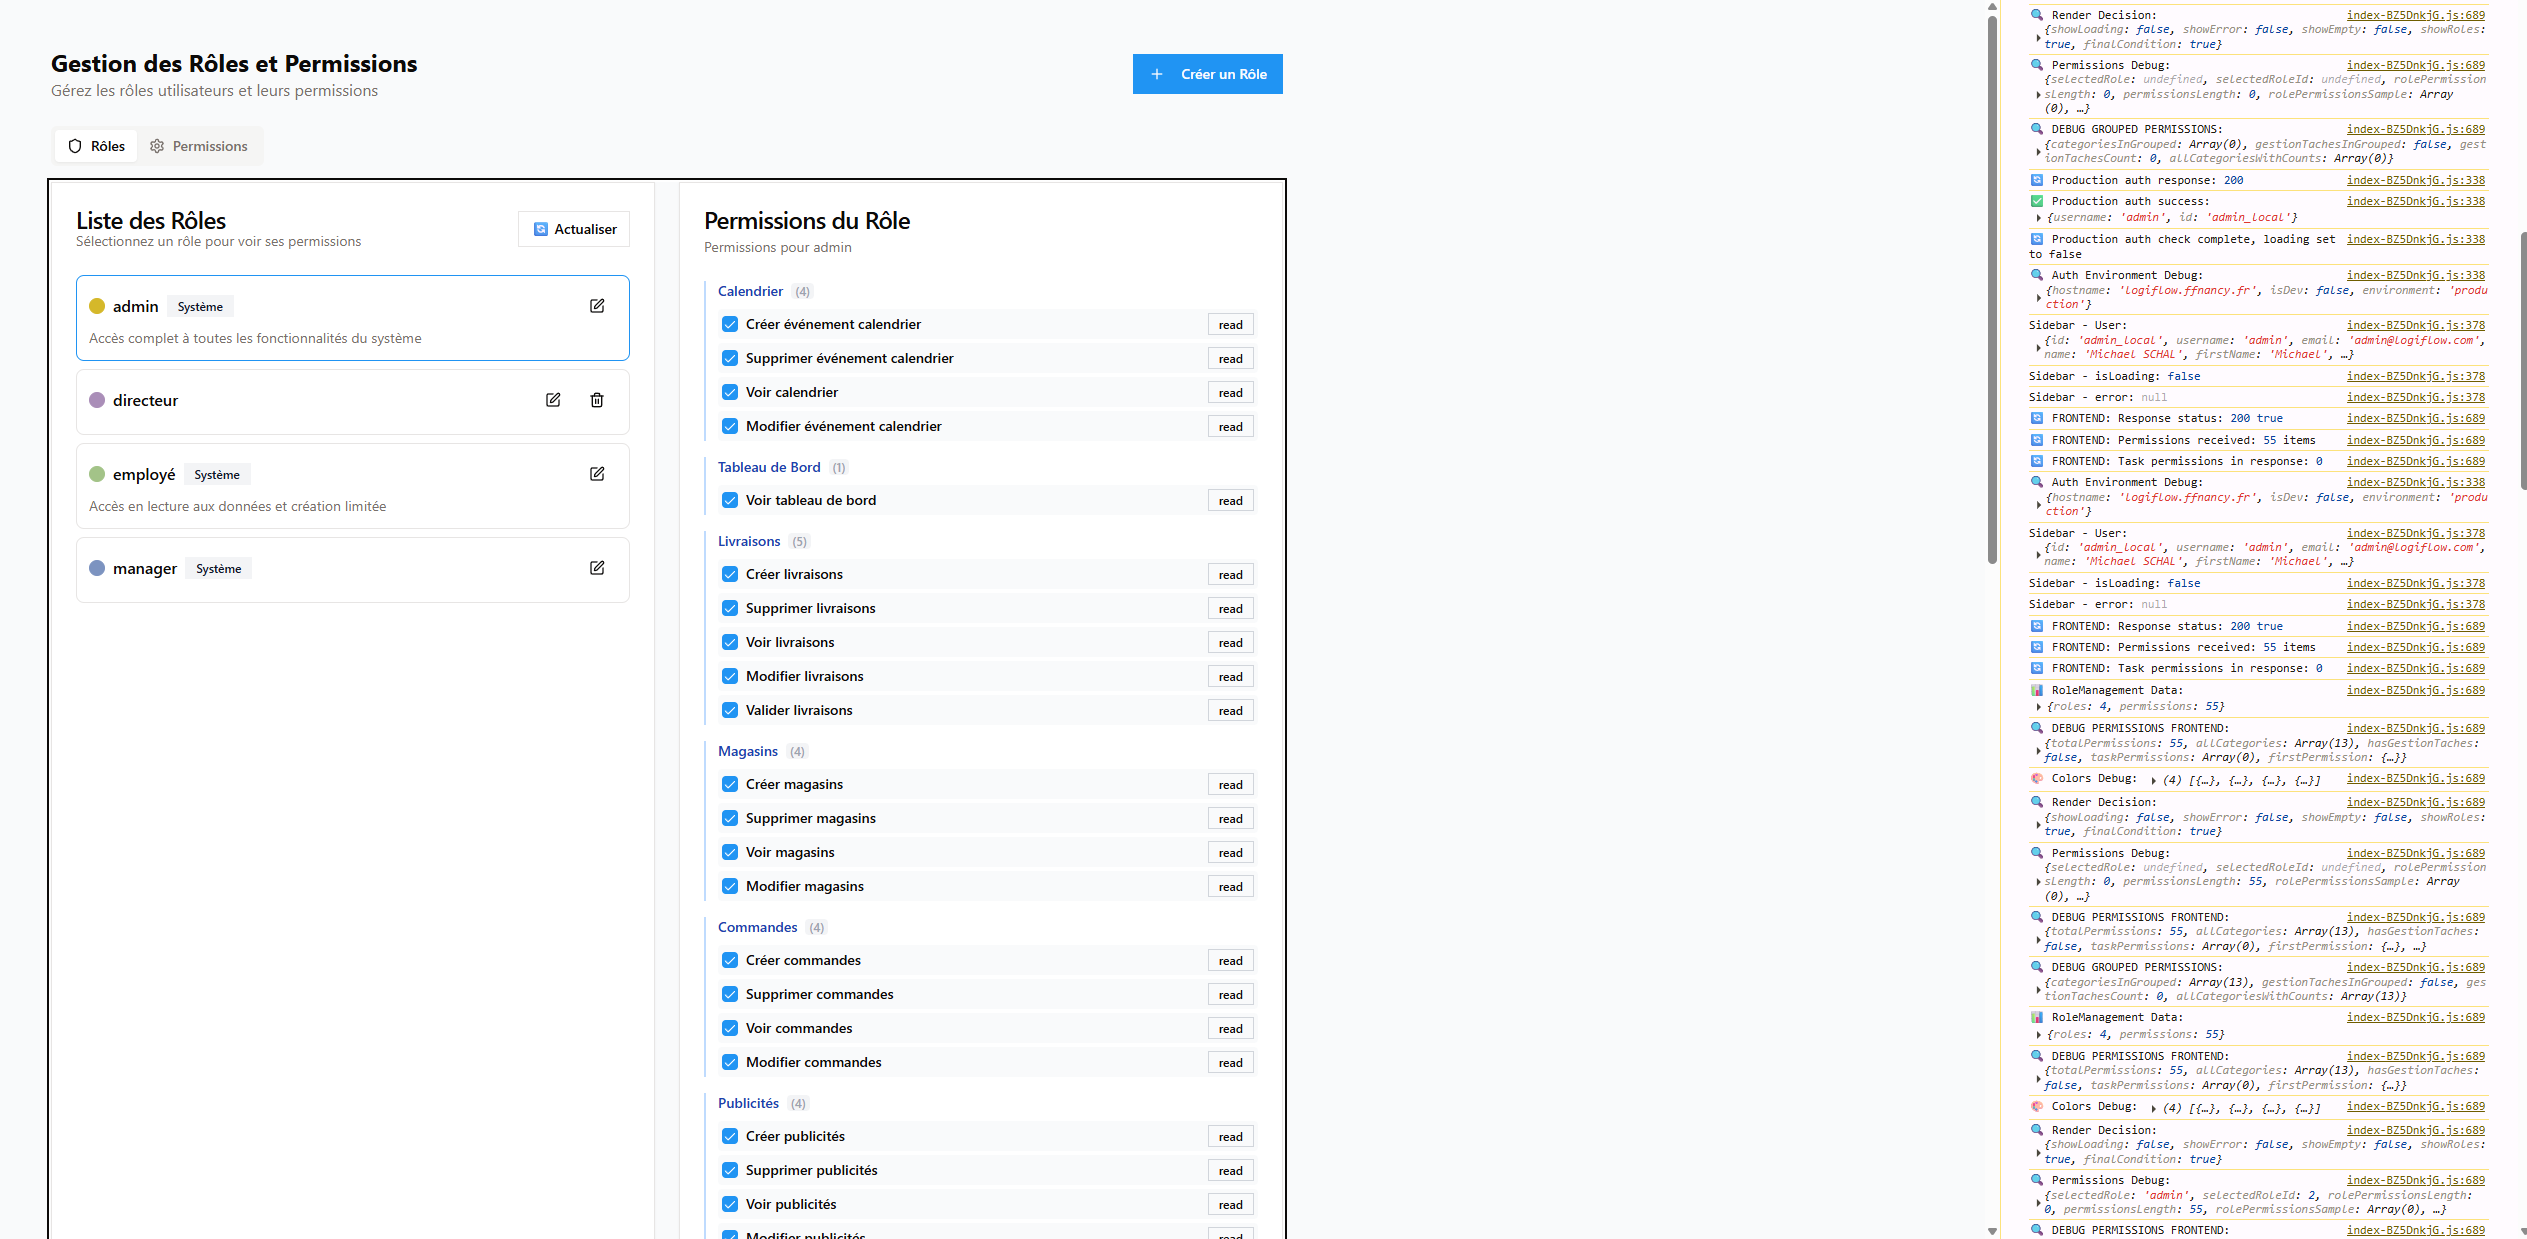 Gestion des Rôles et Permissions
Gérez les rôles utilisateurs et leurs permissions
Créer un Rôle
Rôles
Permissions
Liste des Rôles
Sélectionnez un rôle pour voir ses permissions
Actualiser
admin Système
Accès complet à toutes les fonctionnalités du système
directeur
employé Système
Accès en lecture aux données et création limitée
manager Système
Permissions du Rôle
Permissions pour admin
Calendrier (4)
Créer événement calendrier read
Supprimer événement calendrier read
Voir calendrier read
Modifier événement calendrier read
Tableau de Bord (1)
Voir tableau de bord read
Livraisons (5)
Créer livraisons read
Supprimer livraisons read
Voir livraisons read
Modifier livraisons read
Valider livraisons read
Magasins (4)
Créer magasins read
Supprimer magasins read
Voir magasins read
Modifier magasins read
Commandes (4)
Créer commandes read
Supprimer commandes read
Voir commandes read
Modifier commandes read
Publicités (4)
Créer publicités read
Supprimer publicités read
Voir publicités read
Modifier publicités read
Render Decision: index-BZ5DnkjG.js:689
{showLoading: false, showError: false, showEmpty: false, showRoles:
true, finalCondition: true}
Permissions Debug: index-BZ5DnkjG.js:689
{selectedRole: undefined, selectedRoleId: undefined, rolePermission
sLength: 0, permissionsLength: 0, rolePermissionsSample: Array
(0), …}
DEBUG GROUPED PERMISSIONS: index-BZ5DnkjG.js:689
{categoriesInGrouped: Array(0), gestionTachesInGrouped: false, gest
ionTachesCount: 0, allCategoriesWithCounts: Array(0)}
Production auth response: 200 index-BZ5DnkjG.js:338
Production auth success: index-BZ5DnkjG.js:338
{username: 'admin', id: 'admin_local'}
Production auth check complete, loading set index-BZ5DnkjG.js:338
to false
Auth Environment Debug: index-BZ5DnkjG.js:338
{hostname: 'logiflow.ffnancy.fr', isDev: false, environment: 'produ
ction'}
Sidebar - User: index-BZ5DnkjG.js:378
{id: 'admin_local', username: 'admin', email: 'admin@logiflow.com',
name: 'Michael SCHAL', firstName: 'Michael', …}
Sidebar - isLoading: false index-BZ5DnkjG.js:378
Sidebar - error: null index-BZ5DnkjG.js:378
FRONTEND: Response status: 200 true index-BZ5DnkjG.js:689
FRONTEND: Permissions received: 55 items index-BZ5DnkjG.js:689
FRONTEND: Task permissions in response: 0 index-BZ5DnkjG.js:689
Auth Environment Debug: index-BZ5DnkjG.js:338
{hostname: 'logiflow.ffnancy.fr', isDev: false, environment: 'produ
ction'}
Sidebar - User: index-BZ5DnkjG.js:378
{id: 'admin_local', username: 'admin', email: 'admin@logiflow.com',
name: 'Michael SCHAL', firstName: 'Michael', …}
Sidebar - isLoading: false index-BZ5DnkjG.js:378
Sidebar - error: null index-BZ5DnkjG.js:378
FRONTEND: Response status: 200 true index-BZ5DnkjG.js:689
FRONTEND: Permissions received: 55 items index-BZ5DnkjG.js:689
FRONTEND: Task permissions in response: 0 index-BZ5DnkjG.js:689
RoleManagement Data: index-BZ5DnkjG.js:689
{roles: 4, permissions: 55}
DEBUG PERMISSIONS FRONTEND: index-BZ5DnkjG.js:689
{totalPermissions: 55, allCategories: Array(13), hasGestionTaches:
false, taskPermissions: Array(0), firstPermission: {…}}
Colors Debug: (4) [{…}, {…}, {…}, {…}] index-BZ5DnkjG.js:689
Render Decision: index-BZ5DnkjG.js:689
{showLoading: false, showError: false, showEmpty: false, showRoles:
true, finalCondition: true}
Permissions Debug: index-BZ5DnkjG.js:689
{selectedRole: undefined, selectedRoleId: undefined, rolePermission
sLength: 0, permissionsLength: 55, rolePermissionsSample: Array
(0), …}
DEBUG PERMISSIONS FRONTEND: index-BZ5DnkjG.js:689
{totalPermissions: 55, allCategories: Array(13), hasGestionTaches:
false, taskPermissions: Array(0), firstPermission: {…}, …}
DEBUG GROUPED PERMISSIONS: index-BZ5DnkjG.js:689
{categoriesInGrouped: Array(13), gestionTachesInGrouped: false, ges
tionTachesCount: 0, allCategoriesWithCounts: Array(13)}
RoleManagement Data: index-BZ5DnkjG.js:689
{roles: 4, permissions: 55}
DEBUG PERMISSIONS FRONTEND: index-BZ5DnkjG.js:689
{totalPermissions: 55, allCategories: Array(13), hasGestionTaches:
false, taskPermissions: Array(0), firstPermission: {…}}
Colors Debug: (4) [{…}, {…}, {…}, {…}] index-BZ5DnkjG.js:689
Render Decision: index-BZ5DnkjG.js:689
{showLoading: false, showError: false, showEmpty: false, showRoles:
true, finalCondition: true}
Permissions Debug: index-BZ5DnkjG.js:689
{selectedRole: 'admin', selectedRoleId: 2, rolePermissionsLength:
0, permissionsLength: 55, rolePermissionsSample: Array(0), …}
DEBUG PERMISSIONS FRONTEND: index-BZ5DnkjG.js:689